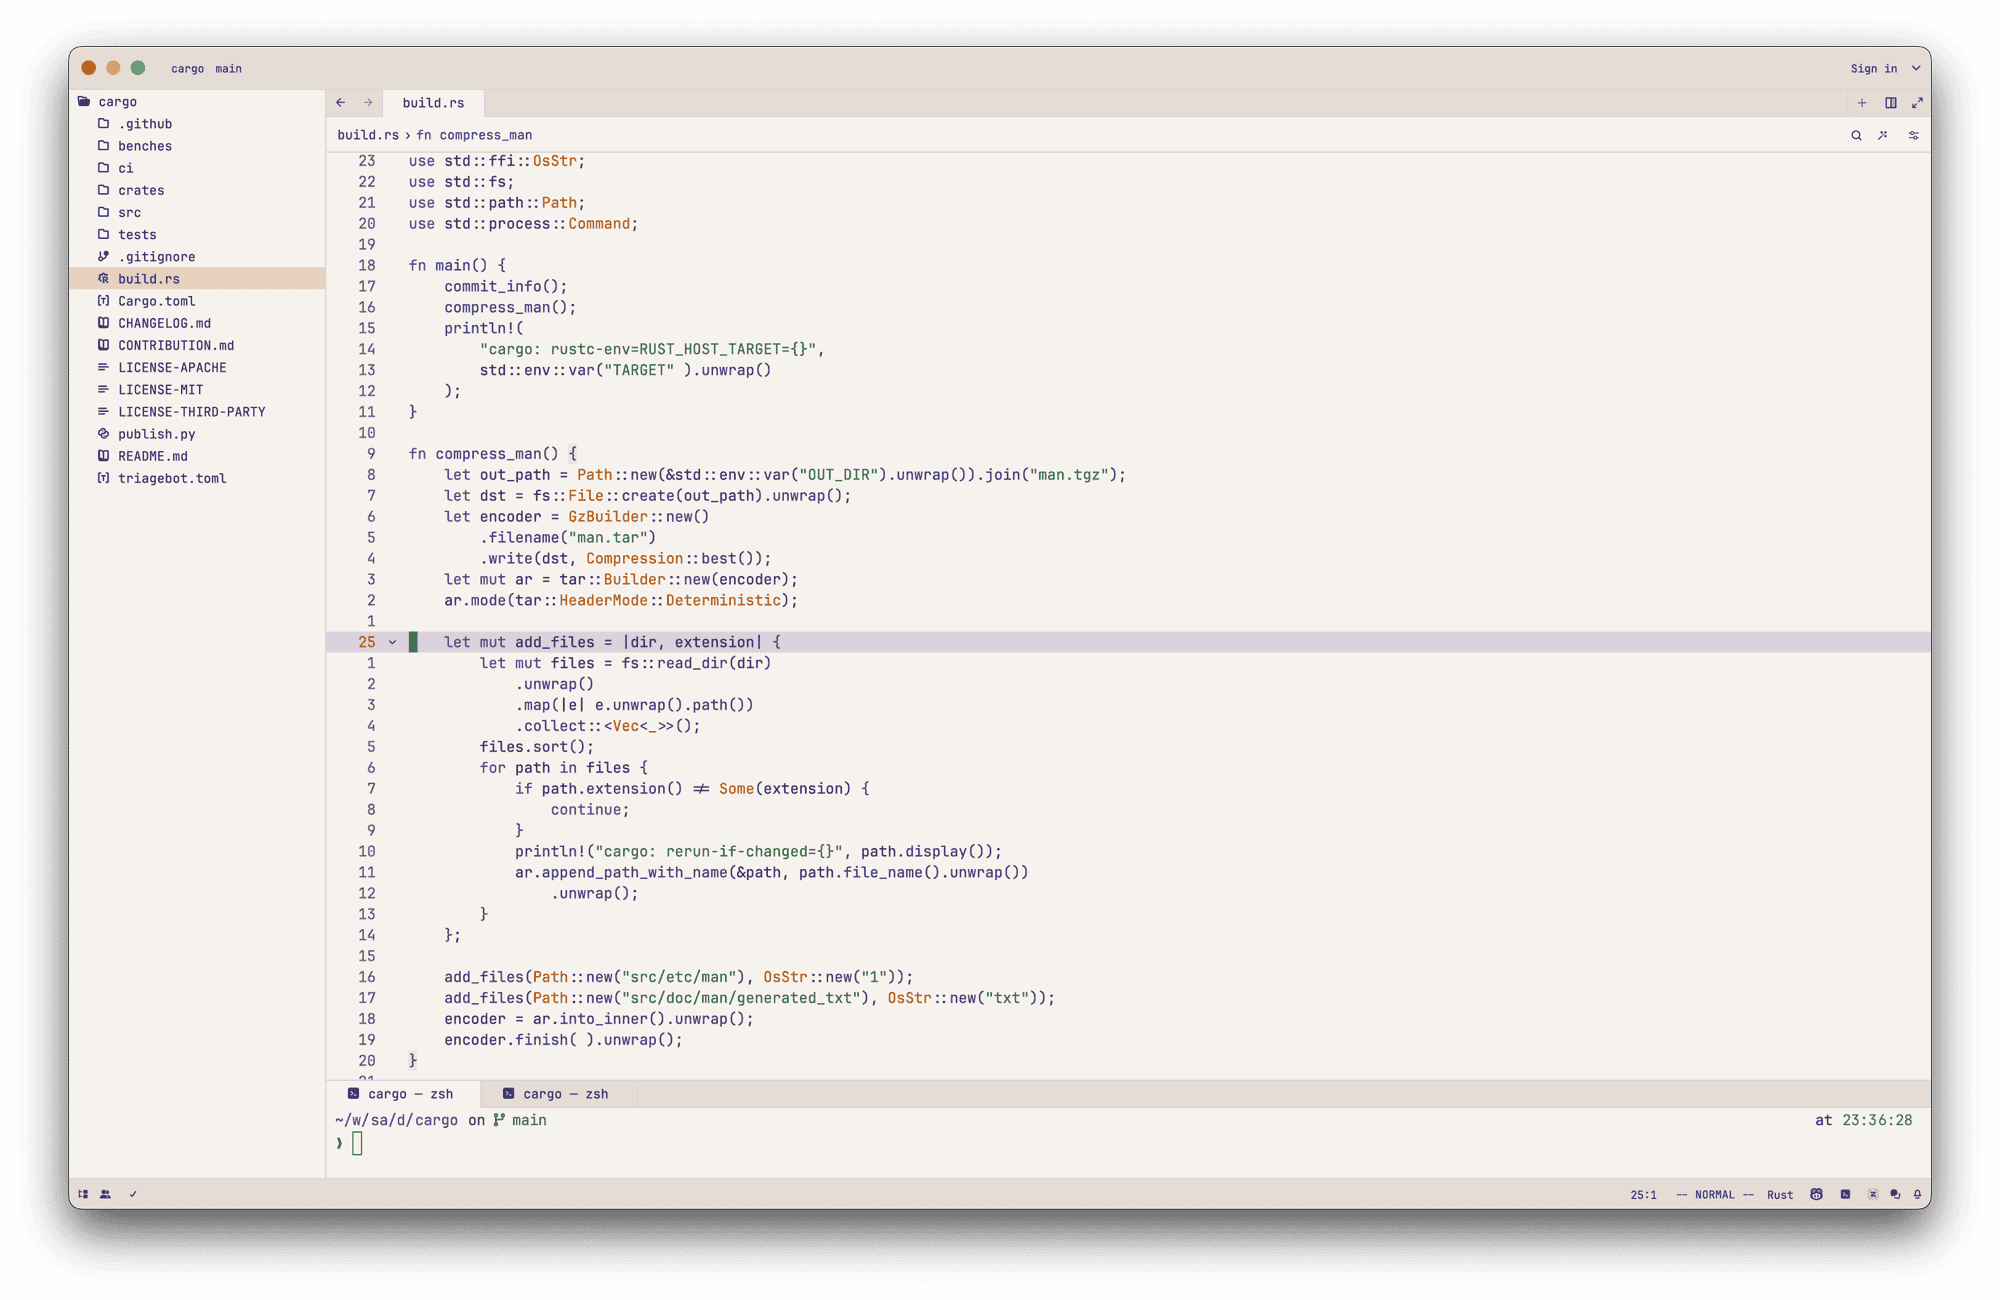 cargo main
Sign in
cargo
.github
benches
ci
crates
src
tests
.gitignore
build.rs
Cargo.toml
CHANGELOG.md
CONTRIBUTION.md
LICENSE-APACHE
LICENSE-MIT
LICENSE-THIRD-PARTY
publish.py
README.md
triagebot.toml
build.rs
build.rs › fn compress_man
23 use std::ffi::OsStr;
22 use std::fs;
21 use std::path::Path;
20 use std::process::Command;
19
18 fn main() {
17     commit_info();
16     compress_man();
15     println!(
14         "cargo: rustc-env=RUST_HOST_TARGET={}",
13         std::env::var("TARGET" ).unwrap()
12     );
11 }
10
9 fn compress_man() {
8     let out_path = Path::new(&std::env::var("OUT_DIR").unwrap()).join("man.tgz");
7     let dst = fs::File::create(out_path).unwrap();
6     let encoder = GzBuilder::new()
5         .filename("man.tar")
4         .write(dst, Compression::best());
3     let mut ar = tar::Builder::new(encoder);
2     ar.mode(tar::HeaderMode::Deterministic);
1
25     let mut add_files = |dir, extension| {
1         let mut files = fs::read_dir(dir)
2             .unwrap()
3             .map(|e| e.unwrap().path())
4             .collect::<Vec<_>>();
5         files.sort();
6         for path in files {
7             if path.extension() != Some(extension) {
8                 continue;
9             }
10             println!("cargo: rerun-if-changed={}", path.display());
11             ar.append_path_with_name(&path, path.file_name().unwrap())
12                 .unwrap();
13         }
14     };
15
16     add_files(Path::new("src/etc/man"), OsStr::new("1"));
17     add_files(Path::new("src/doc/man/generated_txt"), OsStr::new("txt"));
18     encoder = ar.into_inner().unwrap();
19     encoder.finish( ).unwrap();
20 }
cargo — zsh
cargo — zsh
~/w/sa/d/cargo on main
at 23:36:28
❯
25:1 -- NORMAL -- Rust